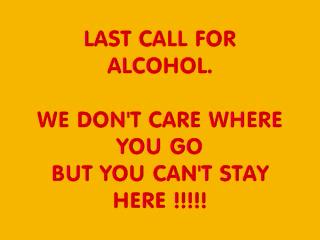 LAST CALL FOR
ALCOHOL.
WE DON'T CARE WHERE
YOU GO
BUT YOU CAN'T STAY
HERE !!!!!